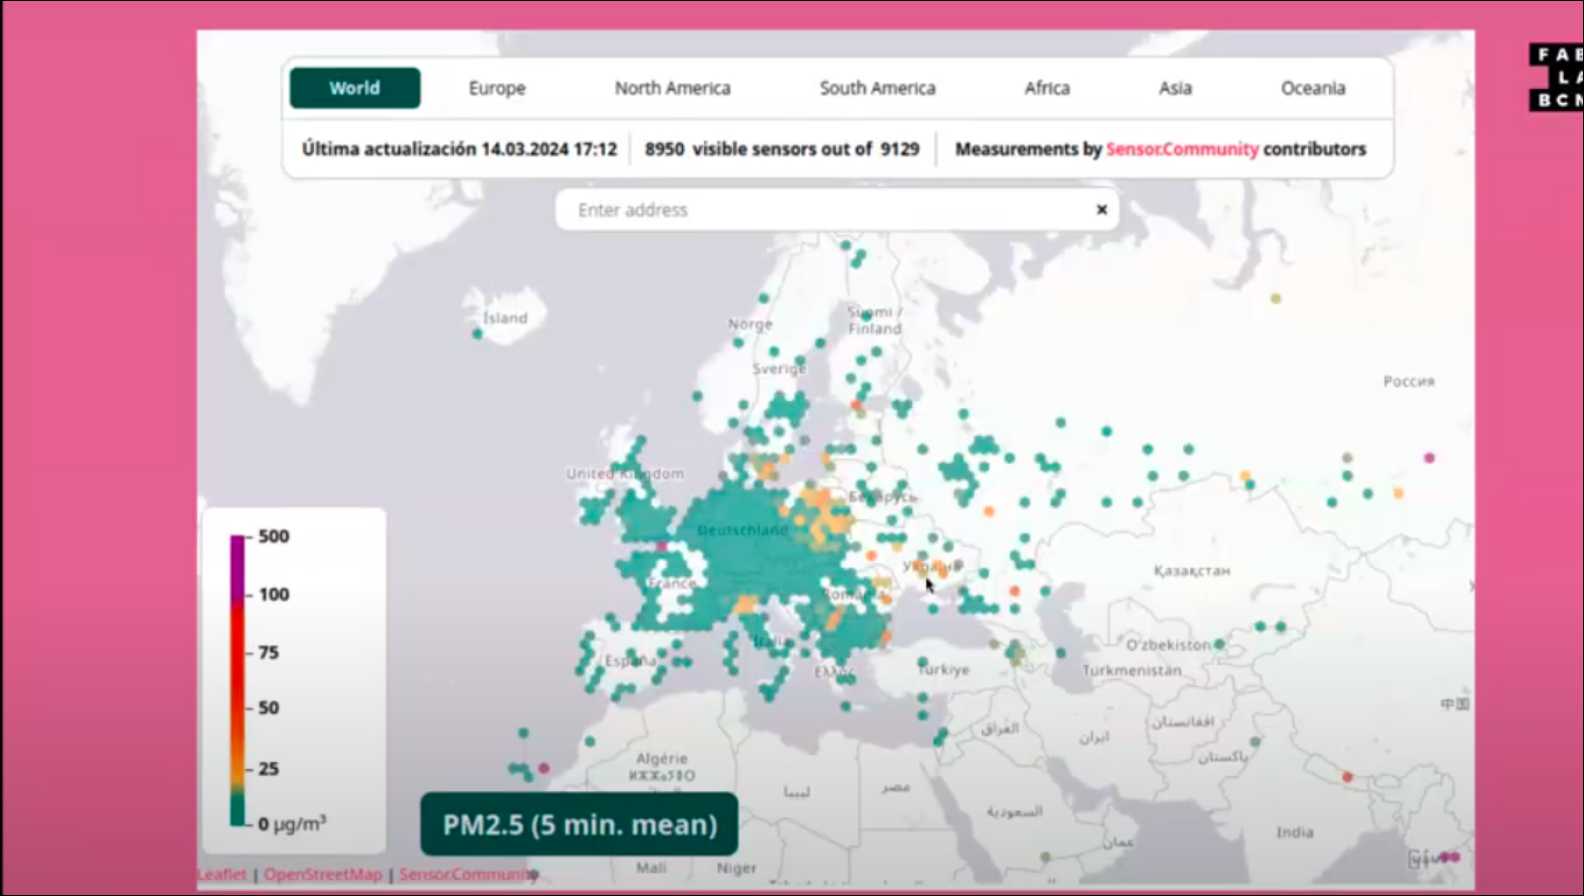 FAB
LA
BCN
World
Europe
North America
South America
Africa
Asia
Oceania
Última actualización 14.03.2024 17:12
8950 visible sensors out of 9129
Measurements by Sensor.Community contributors
Enter address
×
Ísland
Norge
Suomi /
Finland
Sverige
Россия
United Kingdom
Беларусь
Deutschland
Україна
Қазақстан
France
România
Italia
O'zbekiston
España
Ελλάς
Türkiye
Türkmenistan
中国
افغانستان
العراق
ایران
پاکستان
Algérie
ⵍⵣⵣⴰⵢⴻⵔ
ليبيا
مصر
السعودية
عمان
India
Mali
Niger
500
100
75
50
25
0 µg/m³
PM2.5 (5 min. mean)
Leaflet | OpenStreetMap | Sensor.Community